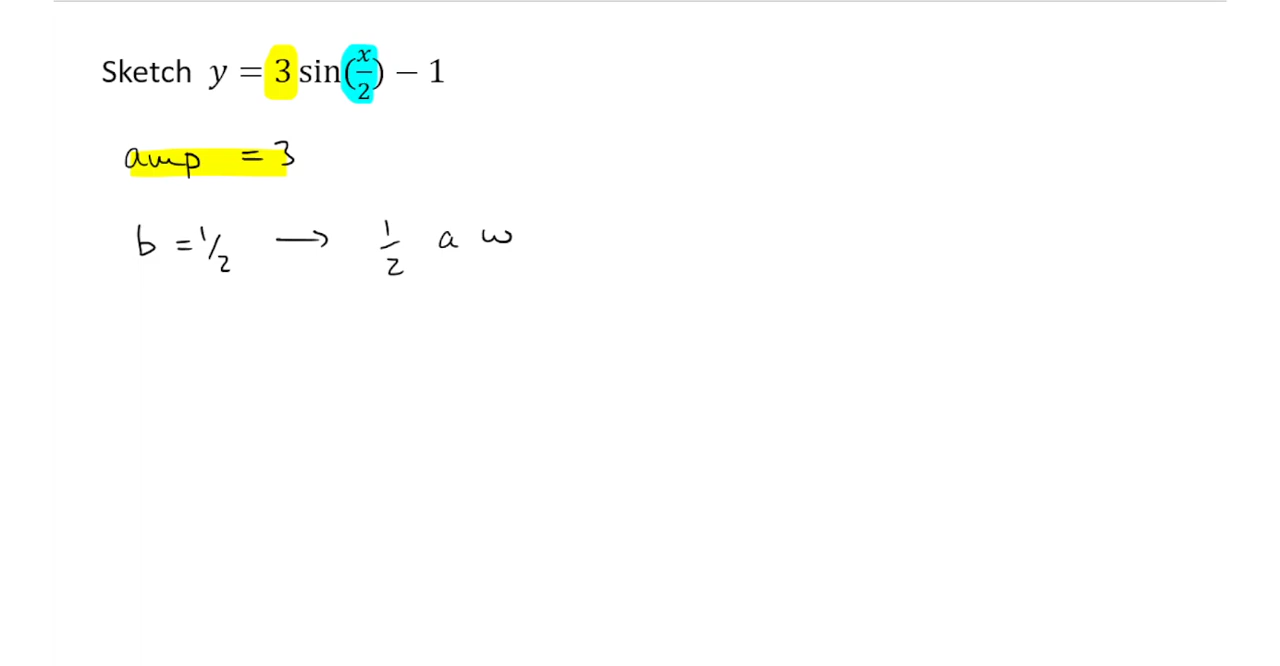 Sketch y = 3 sin(x/2) − 1
amp = 3
b = 1/2 → 1/2 a w